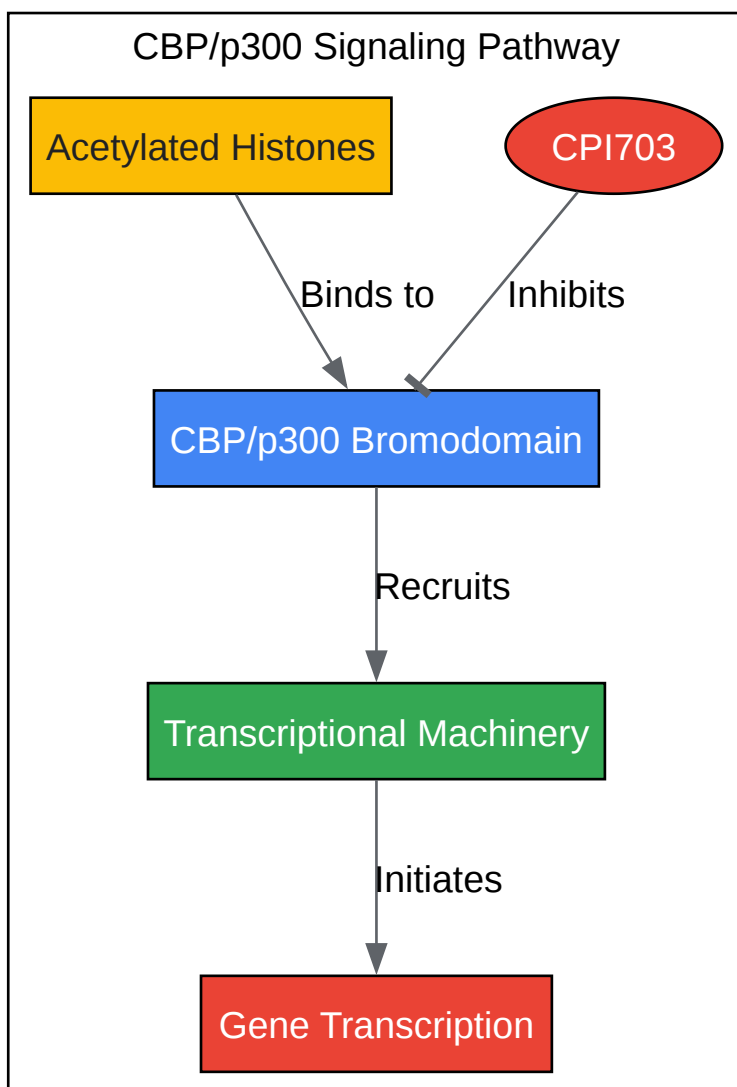 CBP/p300 Signaling Pathway
Acetylated Histones
CPI703
Binds to
Inhibits
CBP/p300 Bromodomain
Recruits
Transcriptional Machinery
Initiates
Gene Transcription